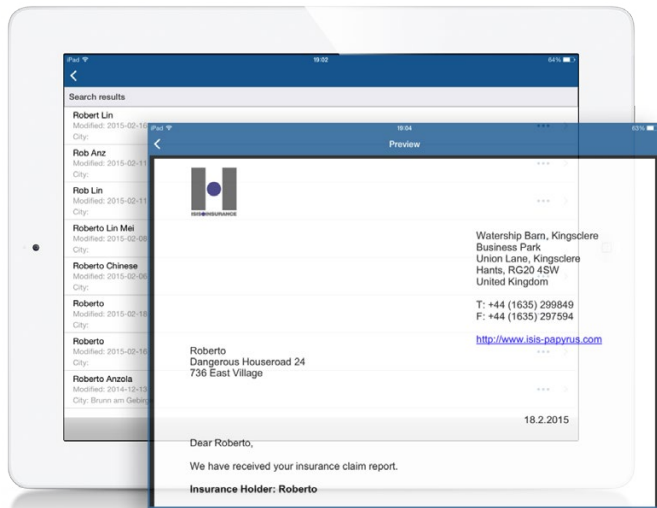 iPad 19:02 64%
Search results
Robert Lin
Modified: 2015-02-16
City:
Rob Anz
Modified: 2015-02-11
City:
Rob Lin
Modified: 2015-02-11
City:
Roberto Lin Mei
Modified: 2015-02-08
City:
Roberto Chinese
Modified: 2015-02-06
City:
Roberto
Modified: 2015-02-18
City:
Roberto
Modified: 2015-02-16
City:
Roberto Anzola
Modified: 2014-12-13
City: Brunn am Gebirge
iPad 19:04 63%
Preview
ISIS INSURANCE
Watership Barn, Kingsclere
Business Park
Union Lane, Kingsclere
Hants, RG20 4SW
United Kingdom
T: +44 (1635) 299849
F: +44 (1635) 297594
http://www.isis-papyrus.com
Roberto
Dangerous Houseroad 24
736 East Village
18.2.2015
Dear Roberto,
We have received your insurance claim report.
Insurance Holder: Roberto